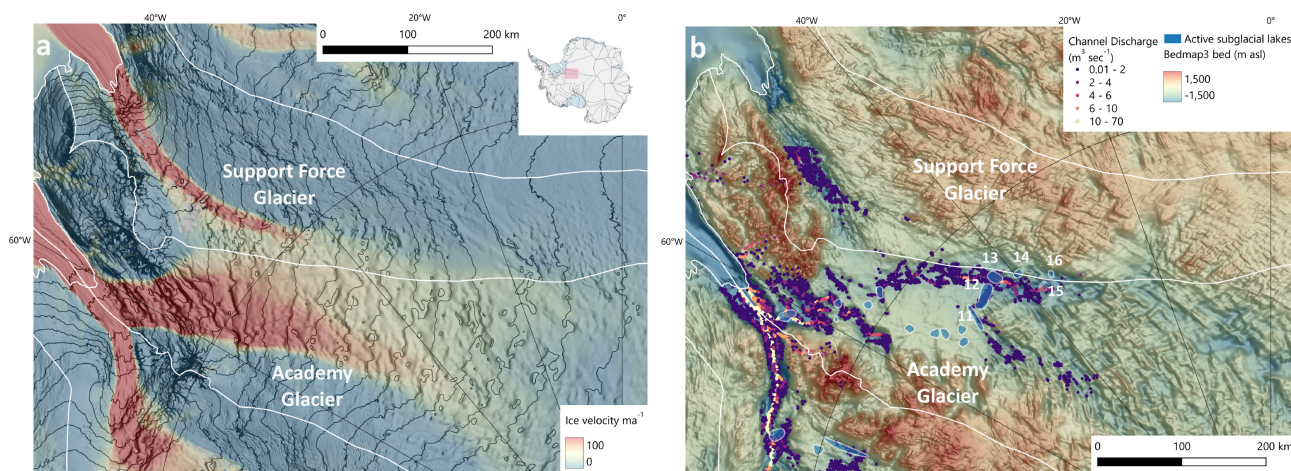 40°W
20°W
0°
a
0
100
200 km
60°W
Support Force
Glacier
Academy
Glacier
Ice velocity ma⁻¹
100
0
40°W
20°W
0°
b
Channel Discharge
(m³ sec⁻¹)
0.01 - 2
2 - 4
4 - 6
6 - 10
10 - 70
Active subglacial lakes
Bedmap3 bed (m asl)
1,500
-1,500
60°W
Support Force
Glacier
13
14
16
12
15
11
Academy
Glacier
0
100
200 km